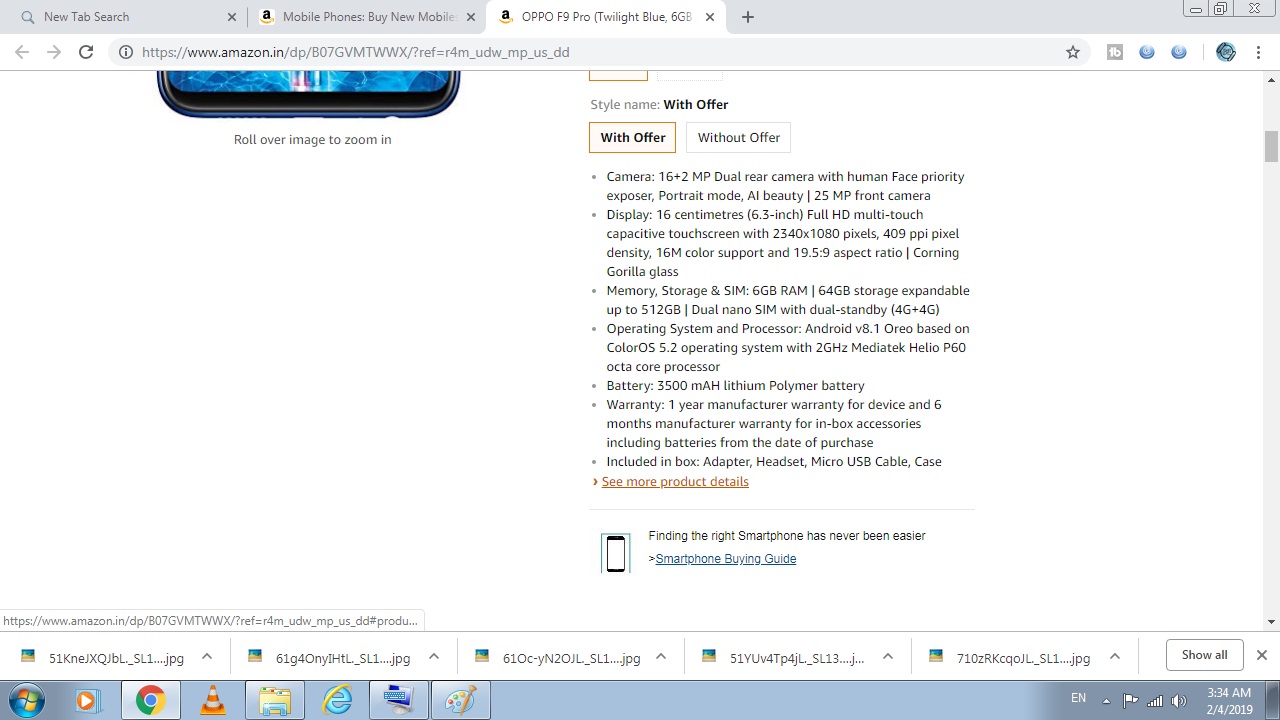 New Tab Search
Mobile Phones: Buy New Mobile
OPPO F9 Pro (Twilight Blue, 6GB
https://www.amazon.in/dp/B07GVMTWWX/?ref=r4m_udw_mp_us_dd
Roll over image to zoom in
Style name: With Offer
With Offer
Without Offer
Camera: 16+2 MP Dual rear camera with human Face priority
exposer, Portrait mode, AI beauty | 25 MP front camera
Display: 16 centimetres (6.3-inch) Full HD multi-touch
capacitive touchscreen with 2340x1080 pixels, 409 ppi pixel
density, 16M color support and 19.5:9 aspect ratio | Corning
Gorilla glass
Memory, Storage & SIM: 6GB RAM | 64GB storage expandable
up to 512GB | Dual nano SIM with dual-standby (4G+4G)
Operating System and Processor: Android v8.1 Oreo based on
ColorOS 5.2 operating system with 2GHz Mediatek Helio P60
octa core processor
Battery: 3500 mAH lithium Polymer battery
Warranty: 1 year manufacturer warranty for device and 6
months manufacturer warranty for in-box accessories
including batteries from the date of purchase
Included in box: Adapter, Headset, Micro USB Cable, Case
› See more product details
Finding the right Smartphone has never been easier
>Smartphone Buying Guide
https://www.amazon.in/dp/B07GVMTWWX/?ref=r4m_udw_mp_us_dd#produ...
51KneJXQJbL._SL1....jpg
61g4OnyIHtL._SL1....jpg
61Oc-yN2OJL._SL1....jpg
51YUv4Tp4jL._SL13....j...
710zRKcqoJL._SL1....jpg
Show all
EN
3:34 AM
2/4/2019